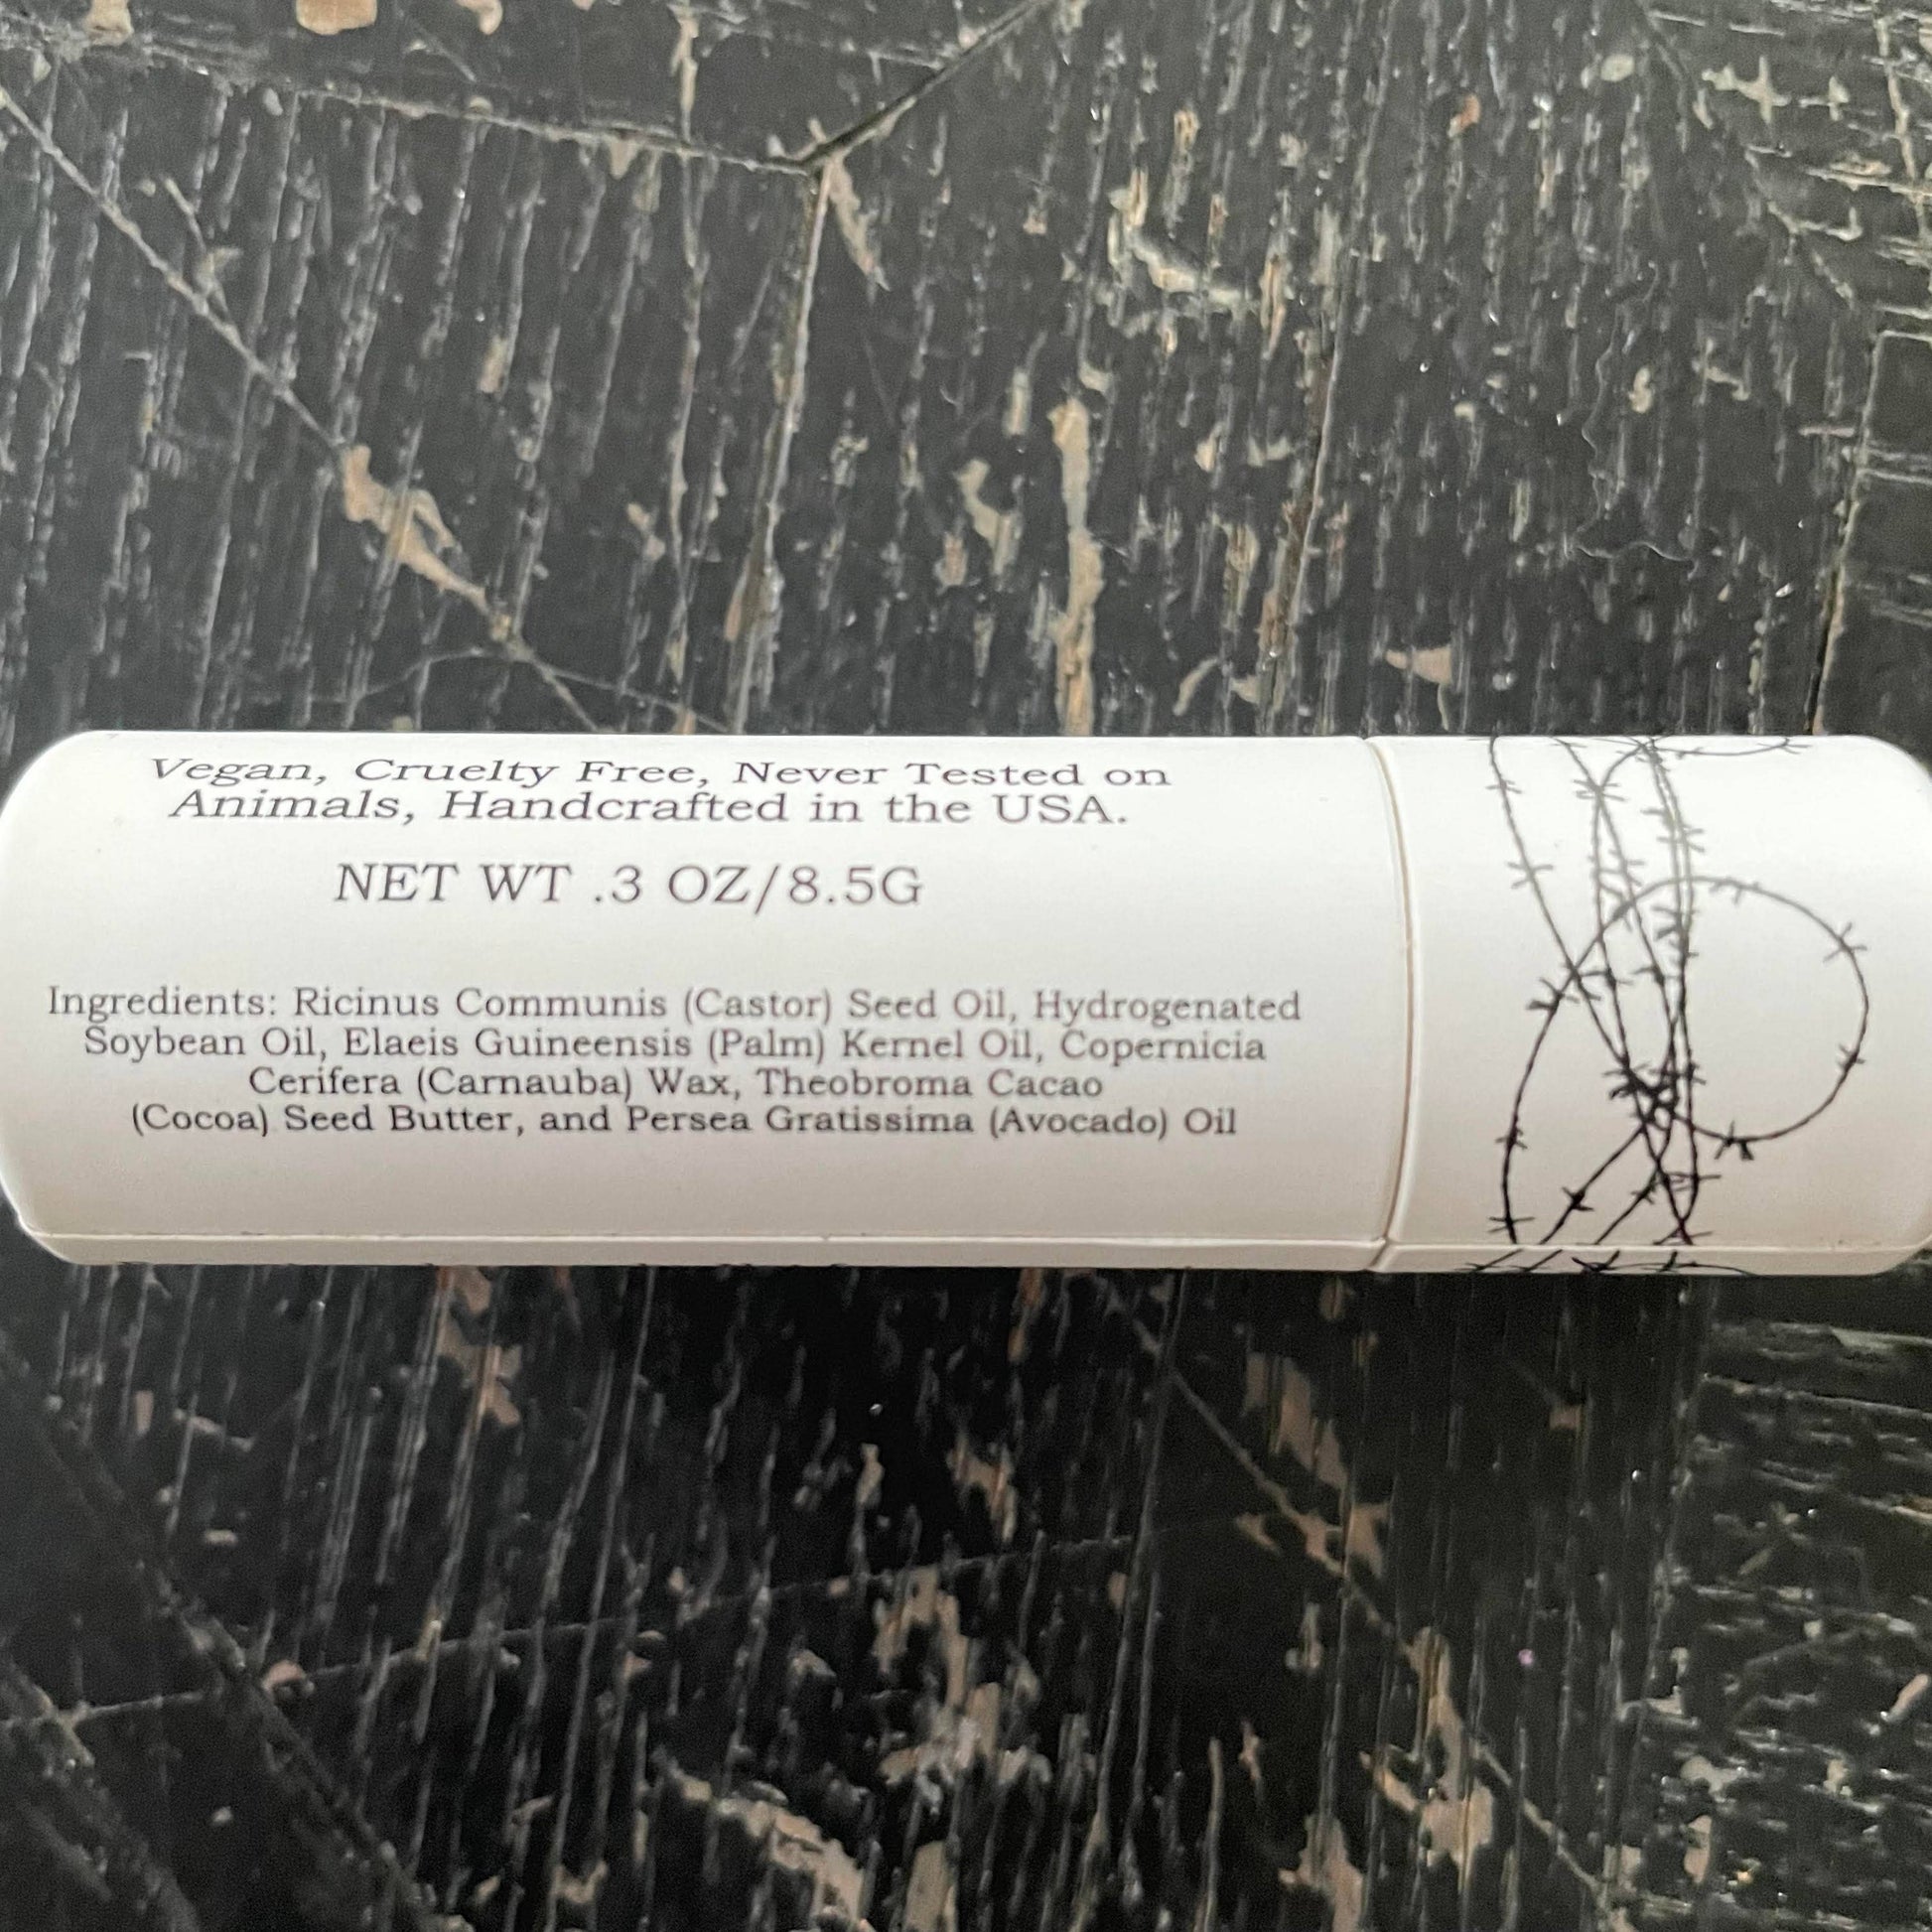 Vegan, Cruelty Free, Never Tested on
Animals, Handcrafted in the USA.
NET WT .3 OZ/8.5G
Ingredients: Ricinus Communis (Castor) Seed Oil, Hydrogenated
Soybean Oil, Elaeis Guineensis (Palm) Kernel Oil, Copernicia
Cerifera (Carnauba) Wax, Theobroma Cacao
(Cocoa) Seed Butter, and Persea Gratissima (Avocado) Oil